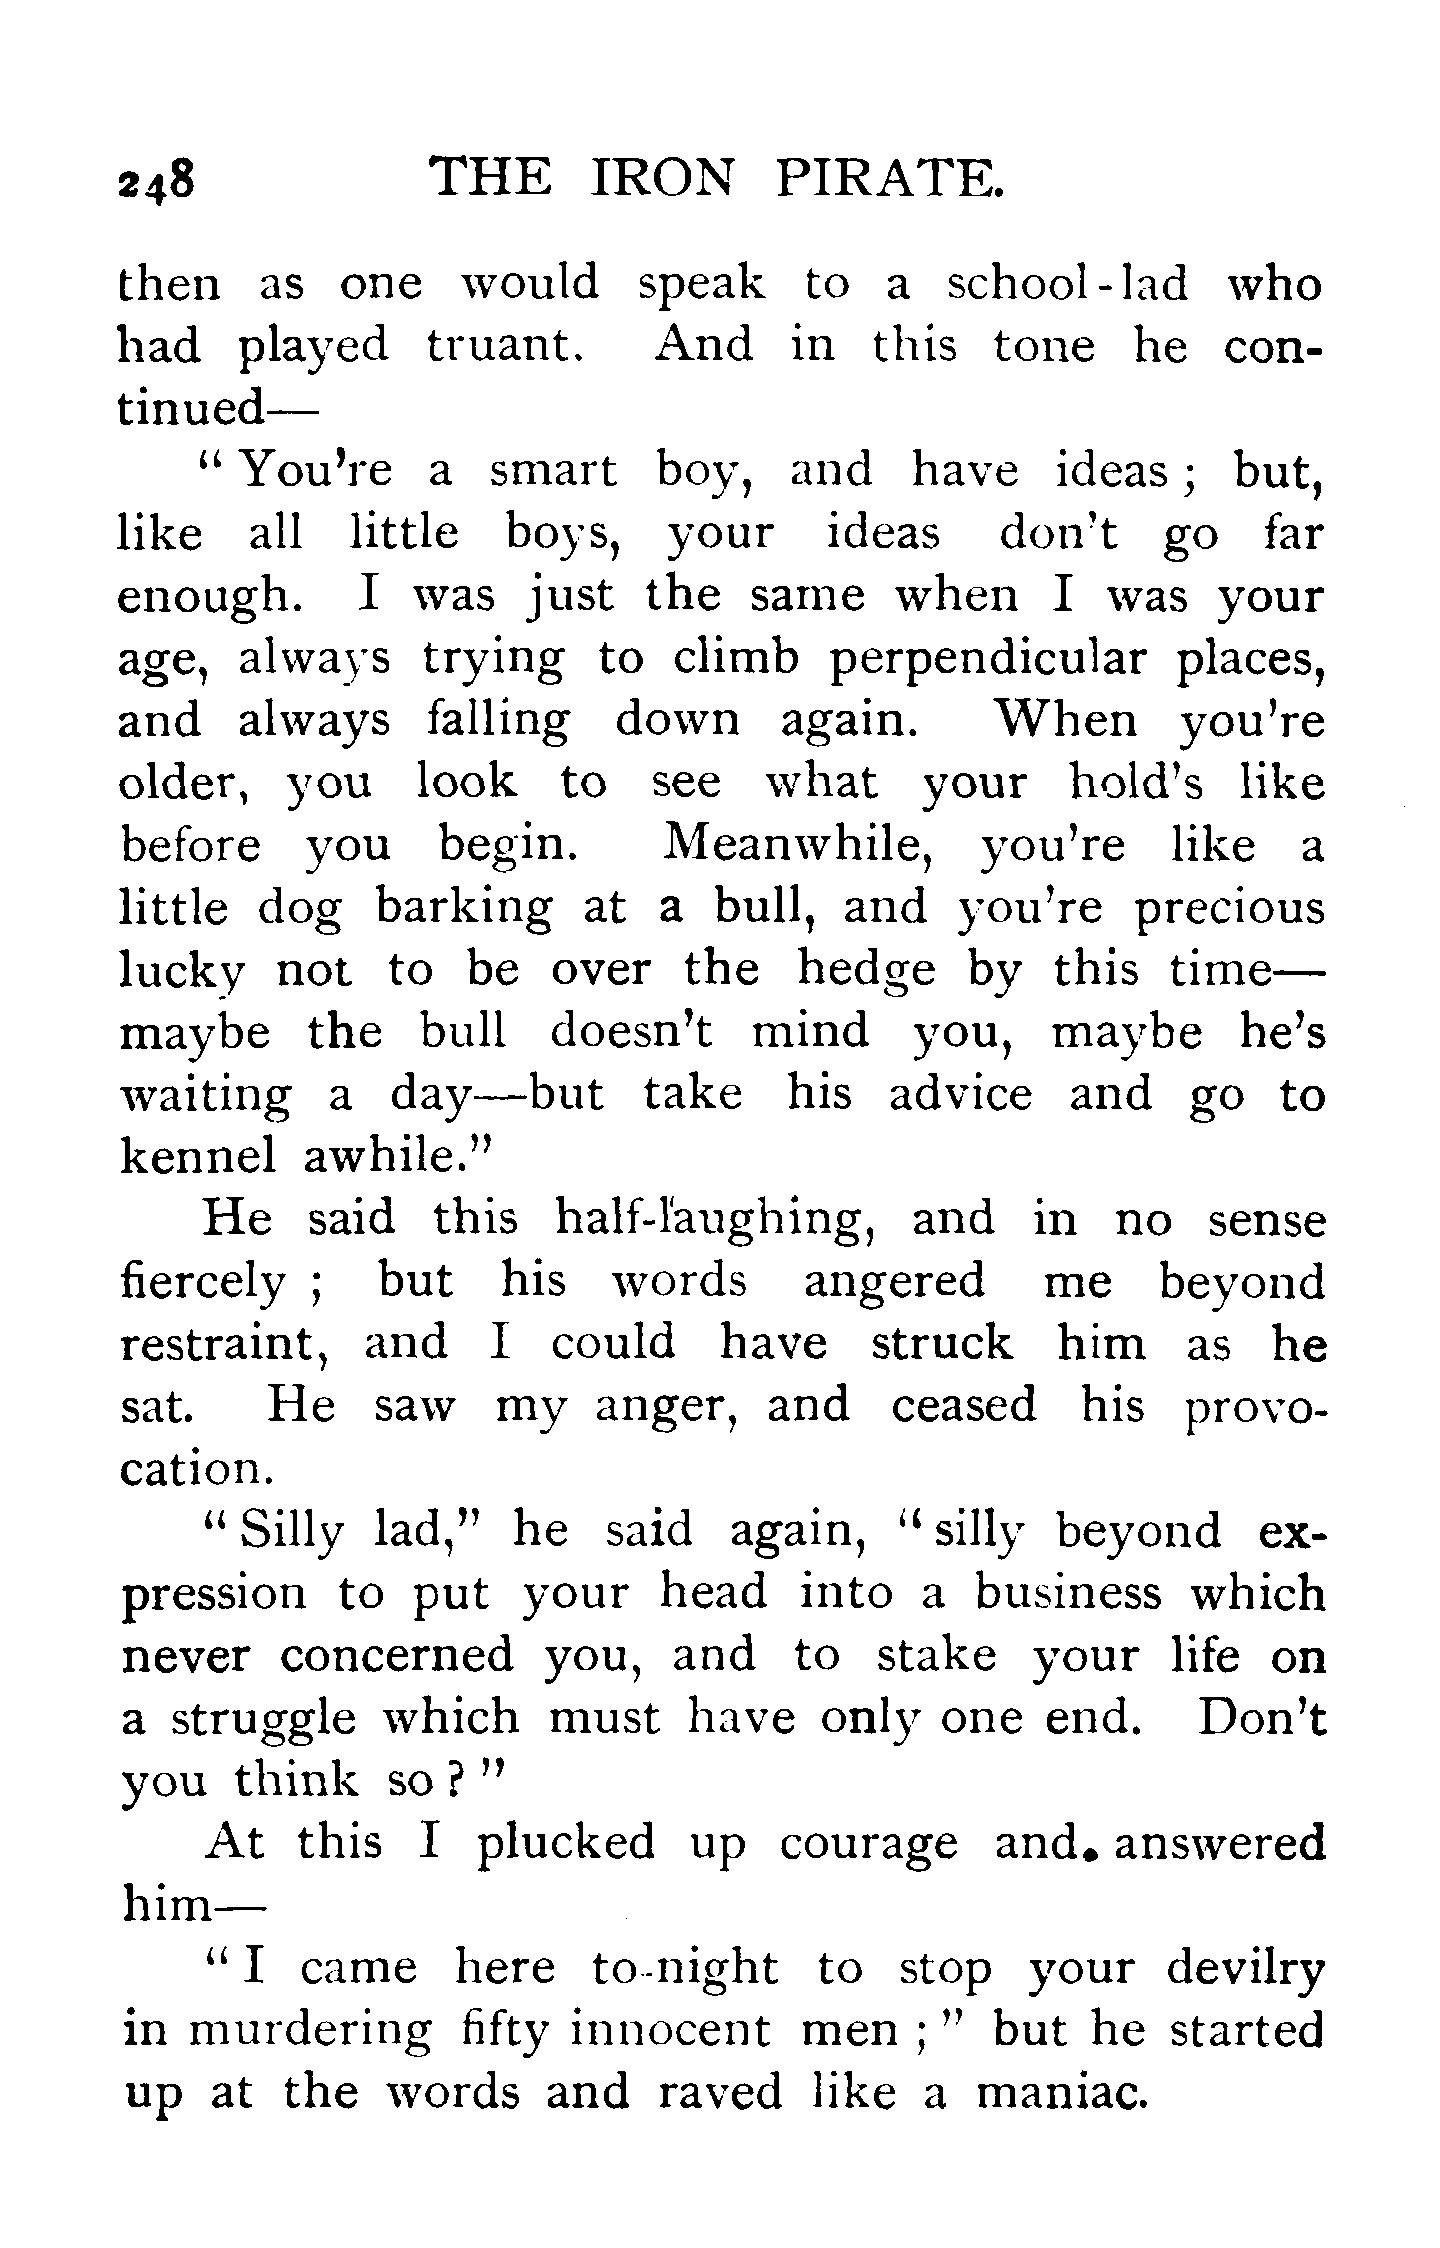 248 THE IRON PIRATE.
then as one would speak to a school-lad who
had played truant. And in this tone he con-
tinued—
“ You’re a smart boy, and have ideas ; but,
like all little boys, your ideas don’t go far
enough. I was just the same when I was your
age, always trying to climb perpendicular places,
and always falling down again. When you’re
older, you look to see what your hold’s like
before you begin. Meanwhile, you’re like a
little dog barking at a bull, and you’re precious
lucky not to be over the hedge by this time—
maybe the bull doesn’t mind you, maybe he’s
waiting a day—but take his advice and go to
kennel awhile.”
He said this half-laughing, and in no sense
fiercely ; but his words angered me beyond
restraint, and I could have struck him as he
sat. He saw my anger, and ceased his provo-
cation.
“ Silly lad,” he said again, “ silly beyond ex-
pression to put your head into a business which
never concerned you, and to stake your life on
a struggle which must have only one end. Don’t
you think so ? ”
At this I plucked up courage and. answered
him—
“ I came here to-night to stop your devilry
in murdering fifty innocent men ; ” but he started
up at the words and raved like a maniac.